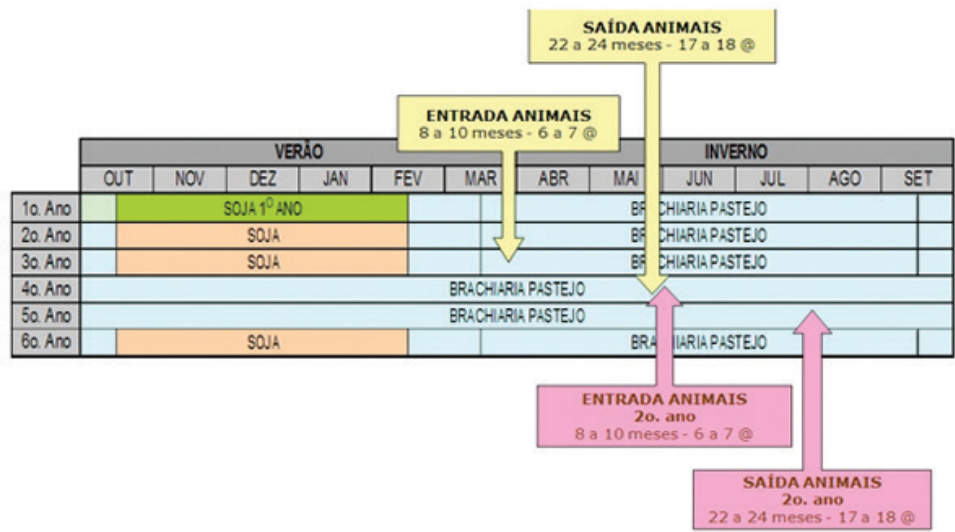 SAÍDA ANIMAIS
22 a 24 meses - 17 a 18 @
ENTRADA ANIMAIS
8 a 10 meses - 6 a 7 @
VERÃO INVERNO
OUT NOV DEZ JAN FEV MAR ABR MAI JUN JUL AGO SET
1o. Ano SOJA 1º ANO BRACHIARIA PASTEJO
2o. Ano SOJA BRACHIARIA PASTEJO
3o. Ano SOJA BRACHIARIA PASTEJO
4o. Ano BRACHIARIA PASTEJO
5o. Ano BRACHIARIA PASTEJO
6o. Ano SOJA BRACHIARIA PASTEJO
ENTRADA ANIMAIS
2o. ano
8 a 10 meses - 6 a 7 @
SAÍDA ANIMAIS
2o. ano
22 a 24 meses - 17 a 18 @